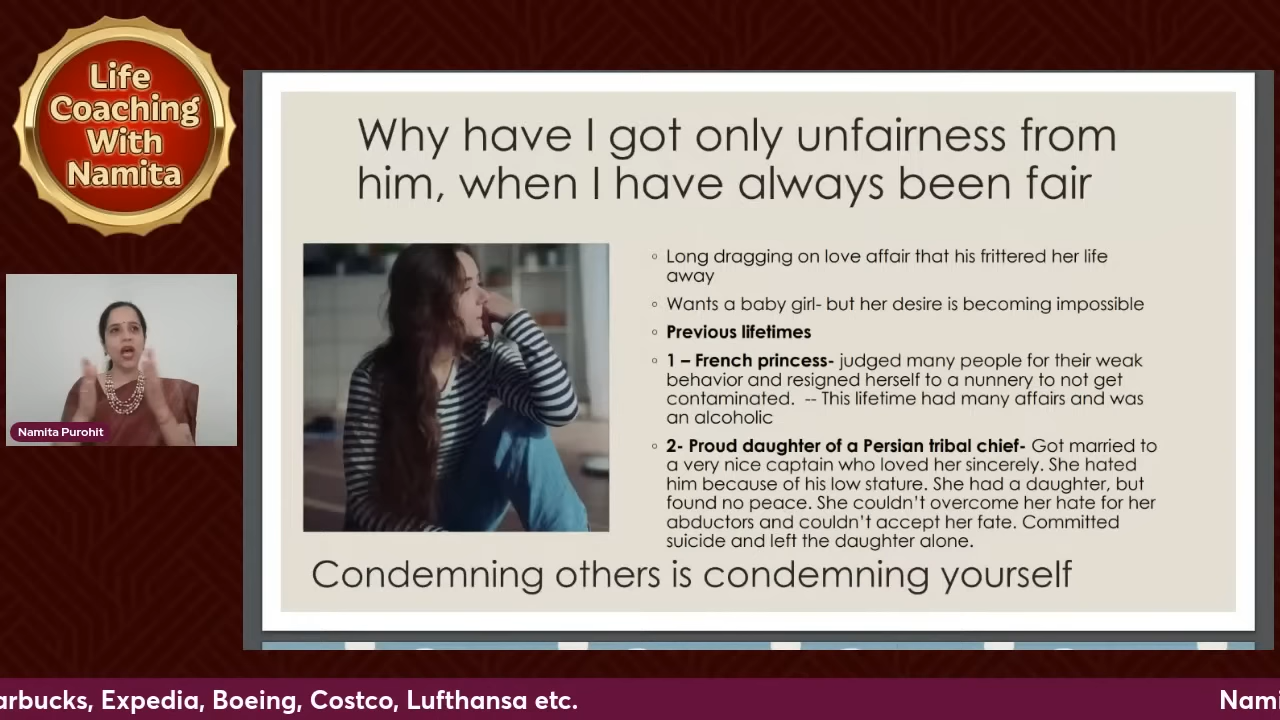 Life
Coaching
With
Namita
Namita Purohit
Why have I got only unfairness from
him, when I have always been fair
Long dragging on love affair that his frittered her life
away
Wants a baby girl- but her desire is becoming impossible
Previous lifetimes
1 – French princess- judged many people for their weak
behavior and resigned herself to a nunnery to not get
contaminated.  -- This lifetime had many affairs and was
an alcoholic
2- Proud daughter of a Persian tribal chief- Got married to
a very nice captain who loved her sincerely. She hated
him because of his low stature. She had a daughter, but
found no peace. She couldn't overcome her hate for her
abductors and couldn't accept her fate. Committed
suicide and left the daughter alone.
Condemning others is condemning yourself
arbucks, Expedia, Boeing, Costco, Lufthansa etc.
Nami